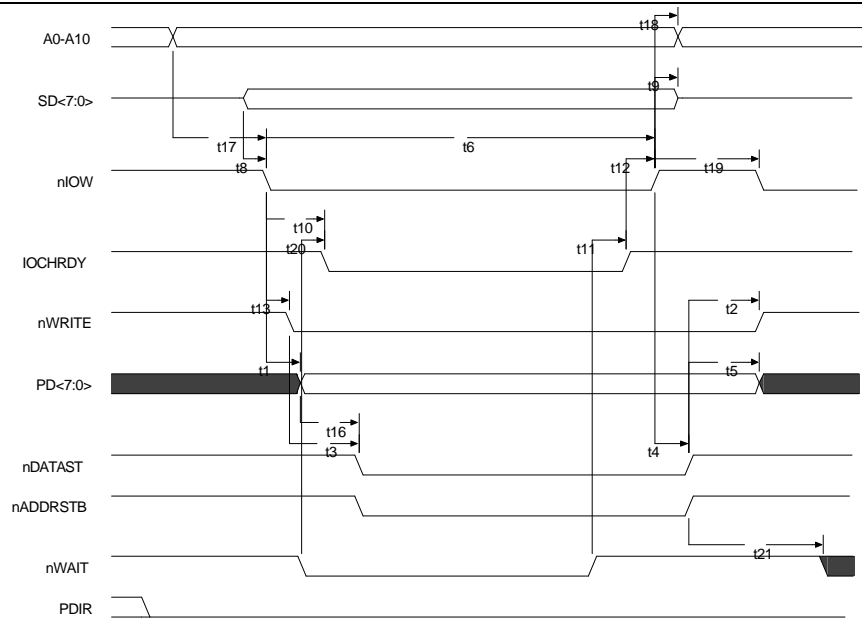 t18
A0-A10
t9
SD<7:0>
t17
t6
t8
t12
t19
nIOW
t10
t20
t11
IOCHRDY
t13
t2
nWRITE
t1
t5
PD<7:0>
t16
t3
t4
nDATAST
nADDRSTB
t21
nWAIT
PDIR